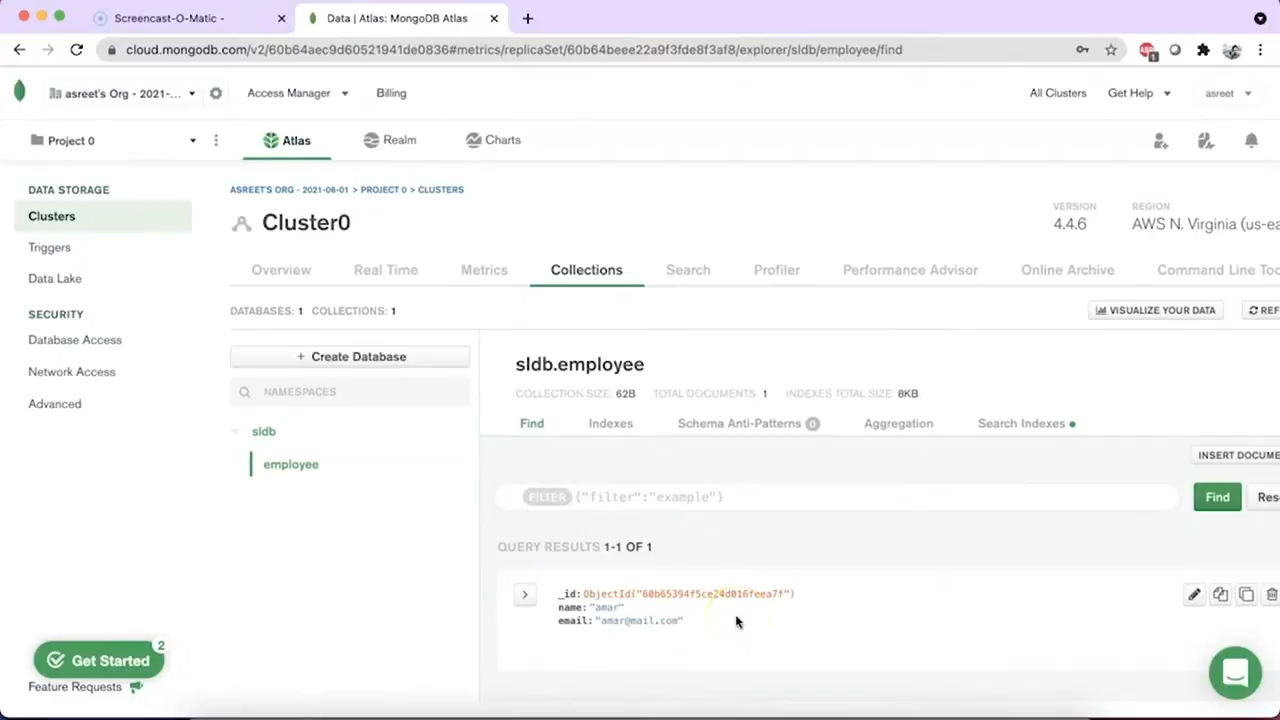 Screencast-O-Matic -
Data | Atlas: MongoDB Atlas
cloud.mongodb.com/v2/60b64aec9d60521941de0836#metrics/replicaSet/60b64beee22a9f3fde8f3af8/explorer/sldb/employee/find
ABP 1
asreet's Org - 2021-... Access Manager Billing All Clusters Get Help asreet
Project 0 Atlas Realm Charts
DATA STORAGE
Clusters
Triggers
Data Lake
SECURITY
Database Access
Network Access
Advanced
Get Started 2
Feature Requests
ASREET'S ORG - 2021-06-01 > PROJECT 0 > CLUSTERS
Cluster0
VERSION
4.4.6
REGION
AWS N. Virginia (us-ea
Overview Real Time Metrics Collections Search Profiler Performance Advisor Online Archive Command Line Too
DATABASES: 1 COLLECTIONS: 1
VISUALIZE YOUR DATA REF
+ Create Database
NAMESPACES
sldb
employee
sldb.employee
COLLECTION SIZE: 62B TOTAL DOCUMENTS: 1 INDEXES TOTAL SIZE: 8KB
Find Indexes Schema Anti-Patterns 0 Aggregation Search Indexes
INSERT DOCUME
FILTER {"filter":"example"}
Find Res
QUERY RESULTS 1-1 OF 1
_id: ObjectId("60b65394f5ce24d016feea7f")
name: "amar"
email: "amar@mail.com"